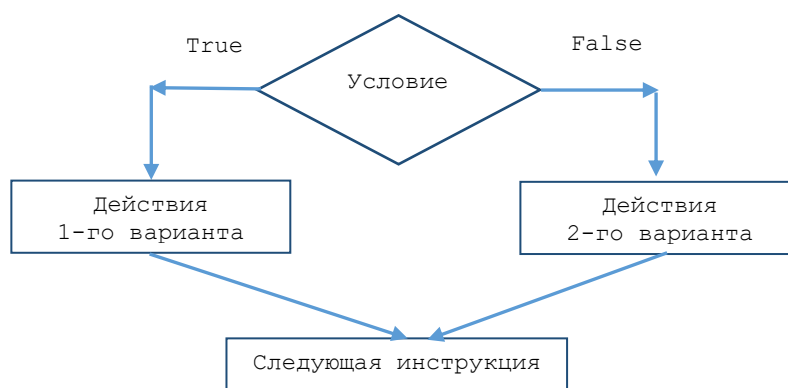 True
False
Условие
Действия
1-го варианта
Действия
2-го варианта
Следующая инструкция